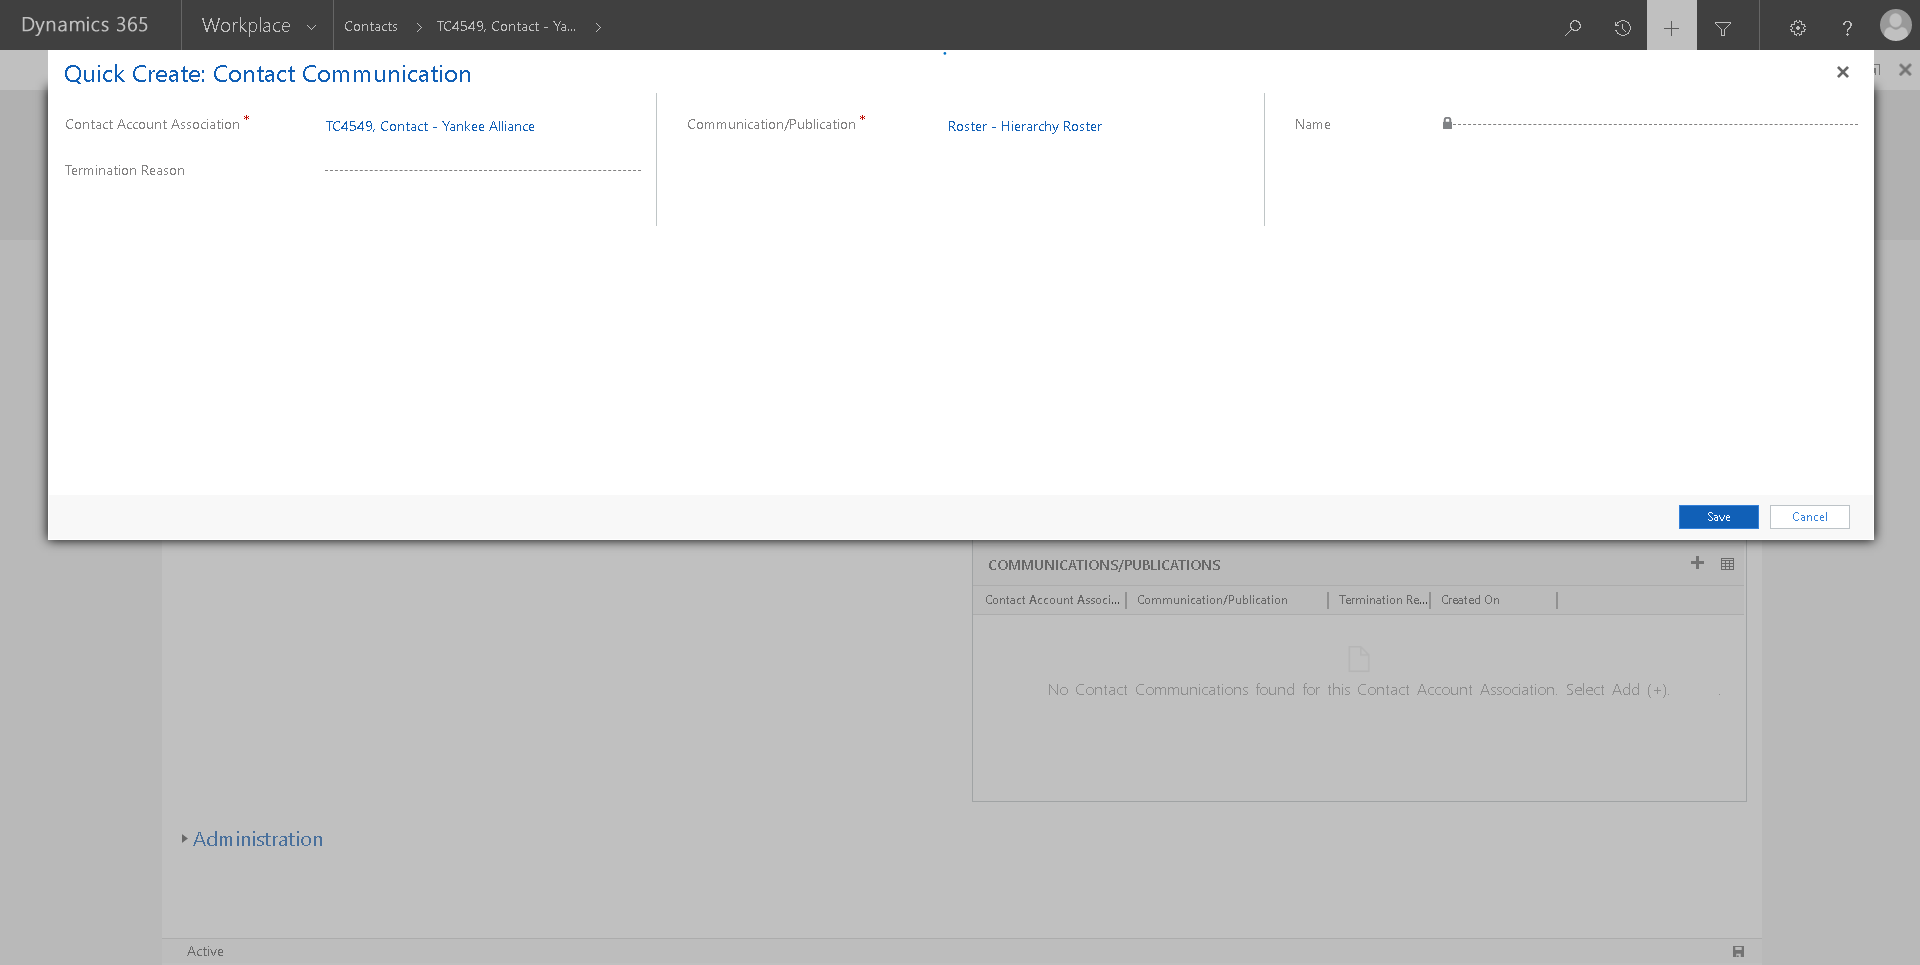 Dynamics 365 Workplace Contacts TC4549, Contact - Ya... ?
Quick Create: Contact Communication
Contact Account Association * TC4549, Contact - Yankee Alliance Communication/Publication * Roster - Hierarchy Roster Name
Termination Reason
Save Cancel
COMMUNICATIONS/PUBLICATIONS
Contact Account Associ... Communication/Publication Termination Re... Created On
No Contact Communications found for this Contact Account Association. Select Add (+). .
Administration
Active